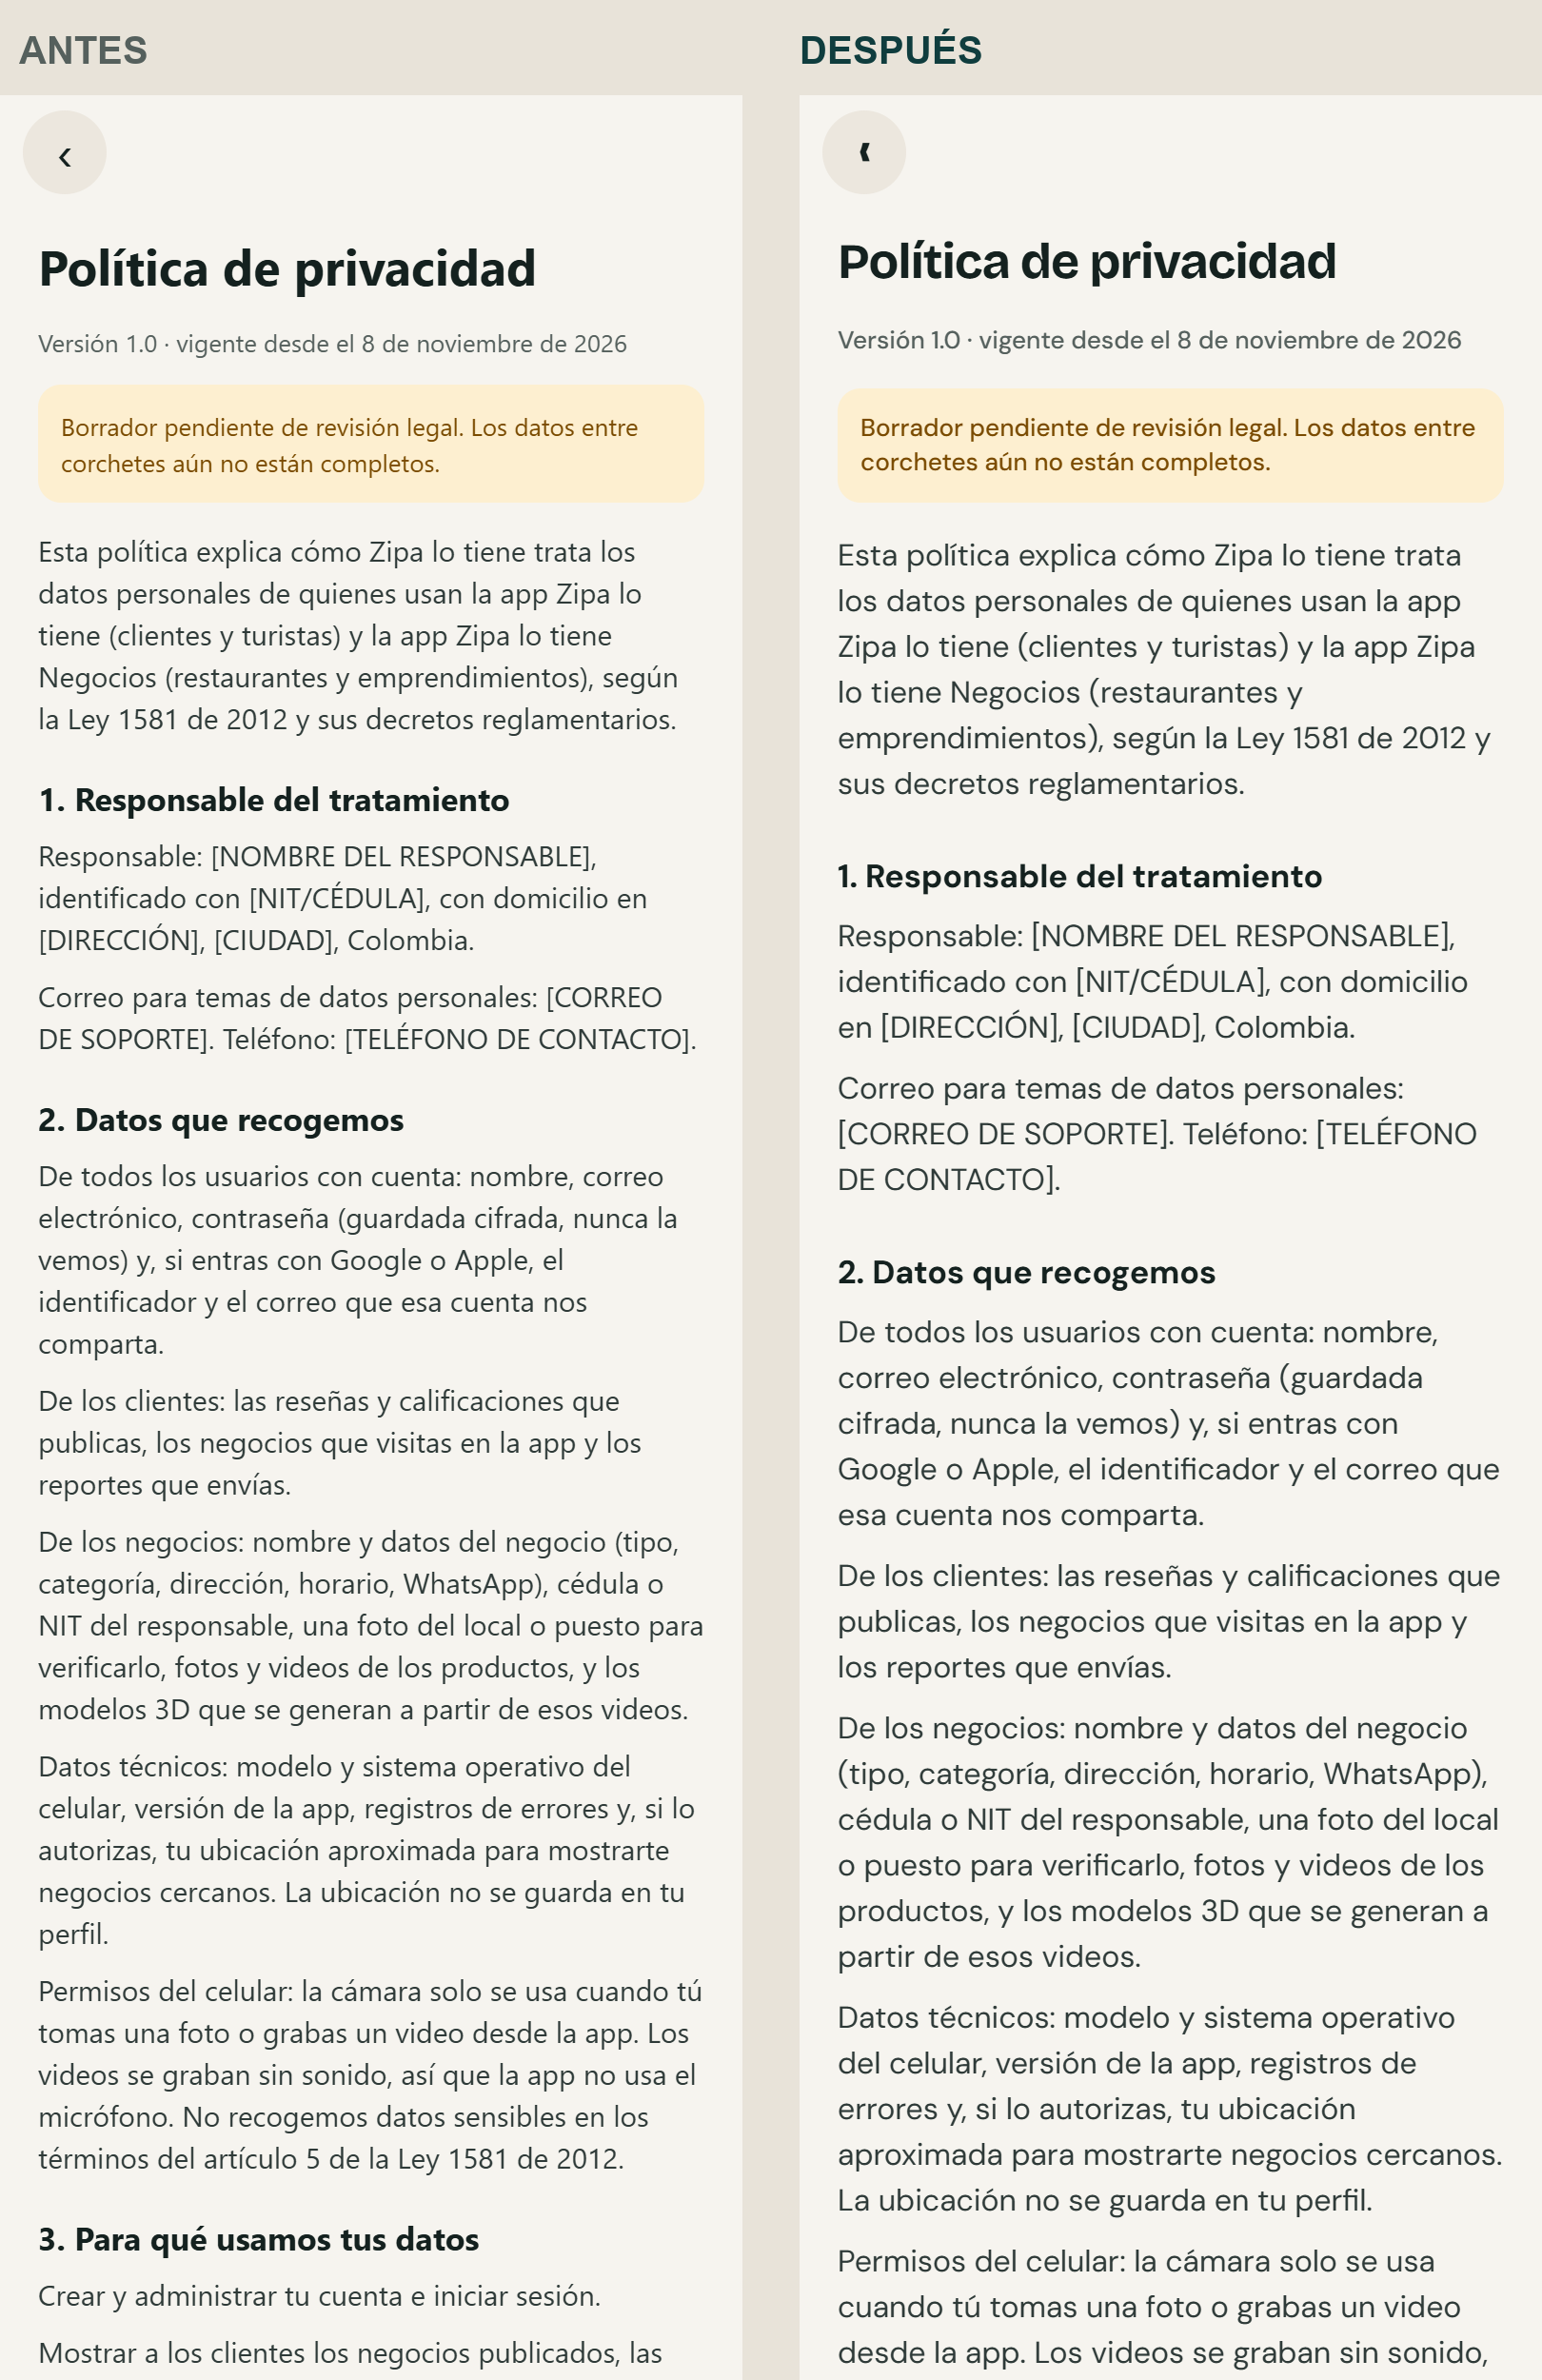 ANTES
‹
Política de privacidad
Versión 1.0 · vigente desde el 8 de noviembre de 2026
Borrador pendiente de revisión legal. Los datos entre
corchetes aún no están completos.
Esta política explica cómo Zipa lo tiene trata los
datos personales de quienes usan la app Zipa lo
tiene (clientes y turistas) y la app Zipa lo tiene
Negocios (restaurantes y emprendimientos), según
la Ley 1581 de 2012 y sus decretos reglamentarios.
1. Responsable del tratamiento
Responsable: [NOMBRE DEL RESPONSABLE],
identificado con [NIT/CÉDULA], con domicilio en
[DIRECCIÓN], [CIUDAD], Colombia.
Correo para temas de datos personales: [CORREO
DE SOPORTE]. Teléfono: [TELÉFONO DE CONTACTO].
2. Datos que recogemos
De todos los usuarios con cuenta: nombre, correo
electrónico, contraseña (guardada cifrada, nunca la
vemos) y, si entras con Google o Apple, el
identificador y el correo que esa cuenta nos
comparta.
De los clientes: las reseñas y calificaciones que
publicas, los negocios que visitas en la app y los
reportes que envías.
De los negocios: nombre y datos del negocio (tipo,
categoría, dirección, horario, WhatsApp), cédula o
NIT del responsable, una foto del local o puesto para
verificarlo, fotos y videos de los productos, y los
modelos 3D que se generan a partir de esos videos.
Datos técnicos: modelo y sistema operativo del
celular, versión de la app, registros de errores y, si lo
autorizas, tu ubicación aproximada para mostrarte
negocios cercanos. La ubicación no se guarda en tu
perfil.
Permisos del celular: la cámara solo se usa cuando tú
tomas una foto o grabas un video desde la app. Los
videos se graban sin sonido, así que la app no usa el
micrófono. No recogemos datos sensibles en los
términos del artículo 5 de la Ley 1581 de 2012.
3. Para qué usamos tus datos
Crear y administrar tu cuenta e iniciar sesión.
Mostrar a los clientes los negocios publicados, las
DESPUÉS
‹
Política de privacidad
Versión 1.0 · vigente desde el 8 de noviembre de 2026
Borrador pendiente de revisión legal. Los datos entre
corchetes aún no están completos.
Esta política explica cómo Zipa lo tiene trata
los datos personales de quienes usan la app
Zipa lo tiene (clientes y turistas) y la app Zipa
lo tiene Negocios (restaurantes y
emprendimientos), según la Ley 1581 de 2012 y
sus decretos reglamentarios.
1. Responsable del tratamiento
Responsable: [NOMBRE DEL RESPONSABLE],
identificado con [NIT/CÉDULA], con domicilio
en [DIRECCIÓN], [CIUDAD], Colombia.
Correo para temas de datos personales:
[CORREO DE SOPORTE]. Teléfono: [TELÉFONO
DE CONTACTO].
2. Datos que recogemos
De todos los usuarios con cuenta: nombre,
correo electrónico, contraseña (guardada
cifrada, nunca la vemos) y, si entras con
Google o Apple, el identificador y el correo que
esa cuenta nos comparta.
De los clientes: las reseñas y calificaciones que
publicas, los negocios que visitas en la app y
los reportes que envías.
De los negocios: nombre y datos del negocio
(tipo, categoría, dirección, horario, WhatsApp),
cédula o NIT del responsable, una foto del local
o puesto para verificarlo, fotos y videos de los
productos, y los modelos 3D que se generan a
partir de esos videos.
Datos técnicos: modelo y sistema operativo
del celular, versión de la app, registros de
errores y, si lo autorizas, tu ubicación
aproximada para mostrarte negocios cercanos.
La ubicación no se guarda en tu perfil.
Permisos del celular: la cámara solo se usa
cuando tú tomas una foto o grabas un video
desde la app. Los videos se graban sin sonido,